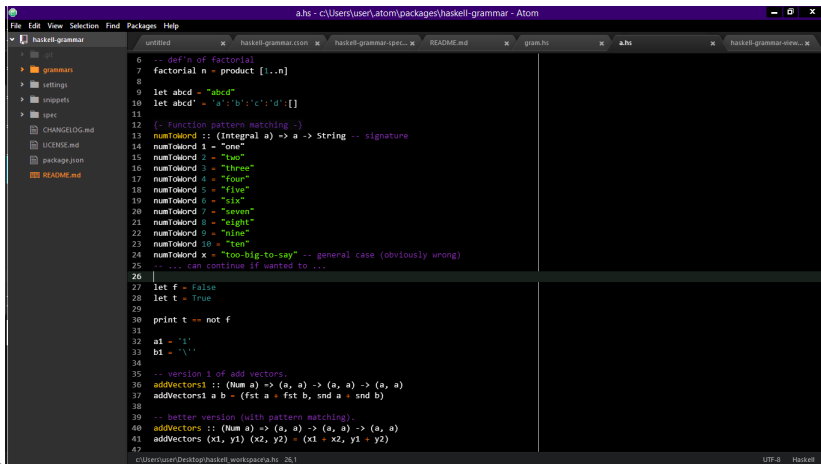 a.hs - c:\Users\user\.atom\packages\haskell-grammar - Atom
File Edit View Selection Find Packages Help
haskell-grammar
untitled
haskell-grammar.cson
haskell-grammar-spec...
README.md
gram.hs
a.hs
haskell-grammar-view...
.git
grammars
settings
snippets
spec
CHANGELOG.md
LICENSE.md
package.json
README.md
6 -- def'n of factorial
7 factorial n = product [1..n]
8
9 let abcd = "abcd"
10 let abcd' = 'a':'b':'c':'d':[]
11
12 {- Function pattern matching -}
13 numToWord :: (Integral a) => a -> String -- signature
14 numToWord 1 = "one"
15 numToWord 2 = "two"
16 numToWord 3 = "three"
17 numToWord 4 = "four"
18 numToWord 5 = "five"
19 numToWord 6 = "six"
20 numToWord 7 = "seven"
21 numToWord 8 = "eight"
22 numToWord 9 = "nine"
23 numToWord 10 = "ten"
24 numToWord x = "too-big-to-say" -- general case (obviously wrong)
25 -- ... can continue if wanted to ...
26
27 let f = False
28 let t = True
29
30 print t == not f
31
32 a1 = '1'
33 b1 = '\''
34
35 -- version 1 of add vectors.
36 addVectors1 :: (Num a) => (a, a) -> (a, a) -> (a, a)
37 addVectors1 a b = (fst a + fst b, snd a + snd b)
38
39 -- better version (with pattern matching).
40 addVectors :: (Num a) => (a, a) -> (a, a) -> (a, a)
41 addVectors (x1, y1) (x2, y2) = (x1 + x2, y1 + y2)
42
c:\Users\user\Desktop\haskell_workspace\a.hs 26,1
UTF-8 Haskell